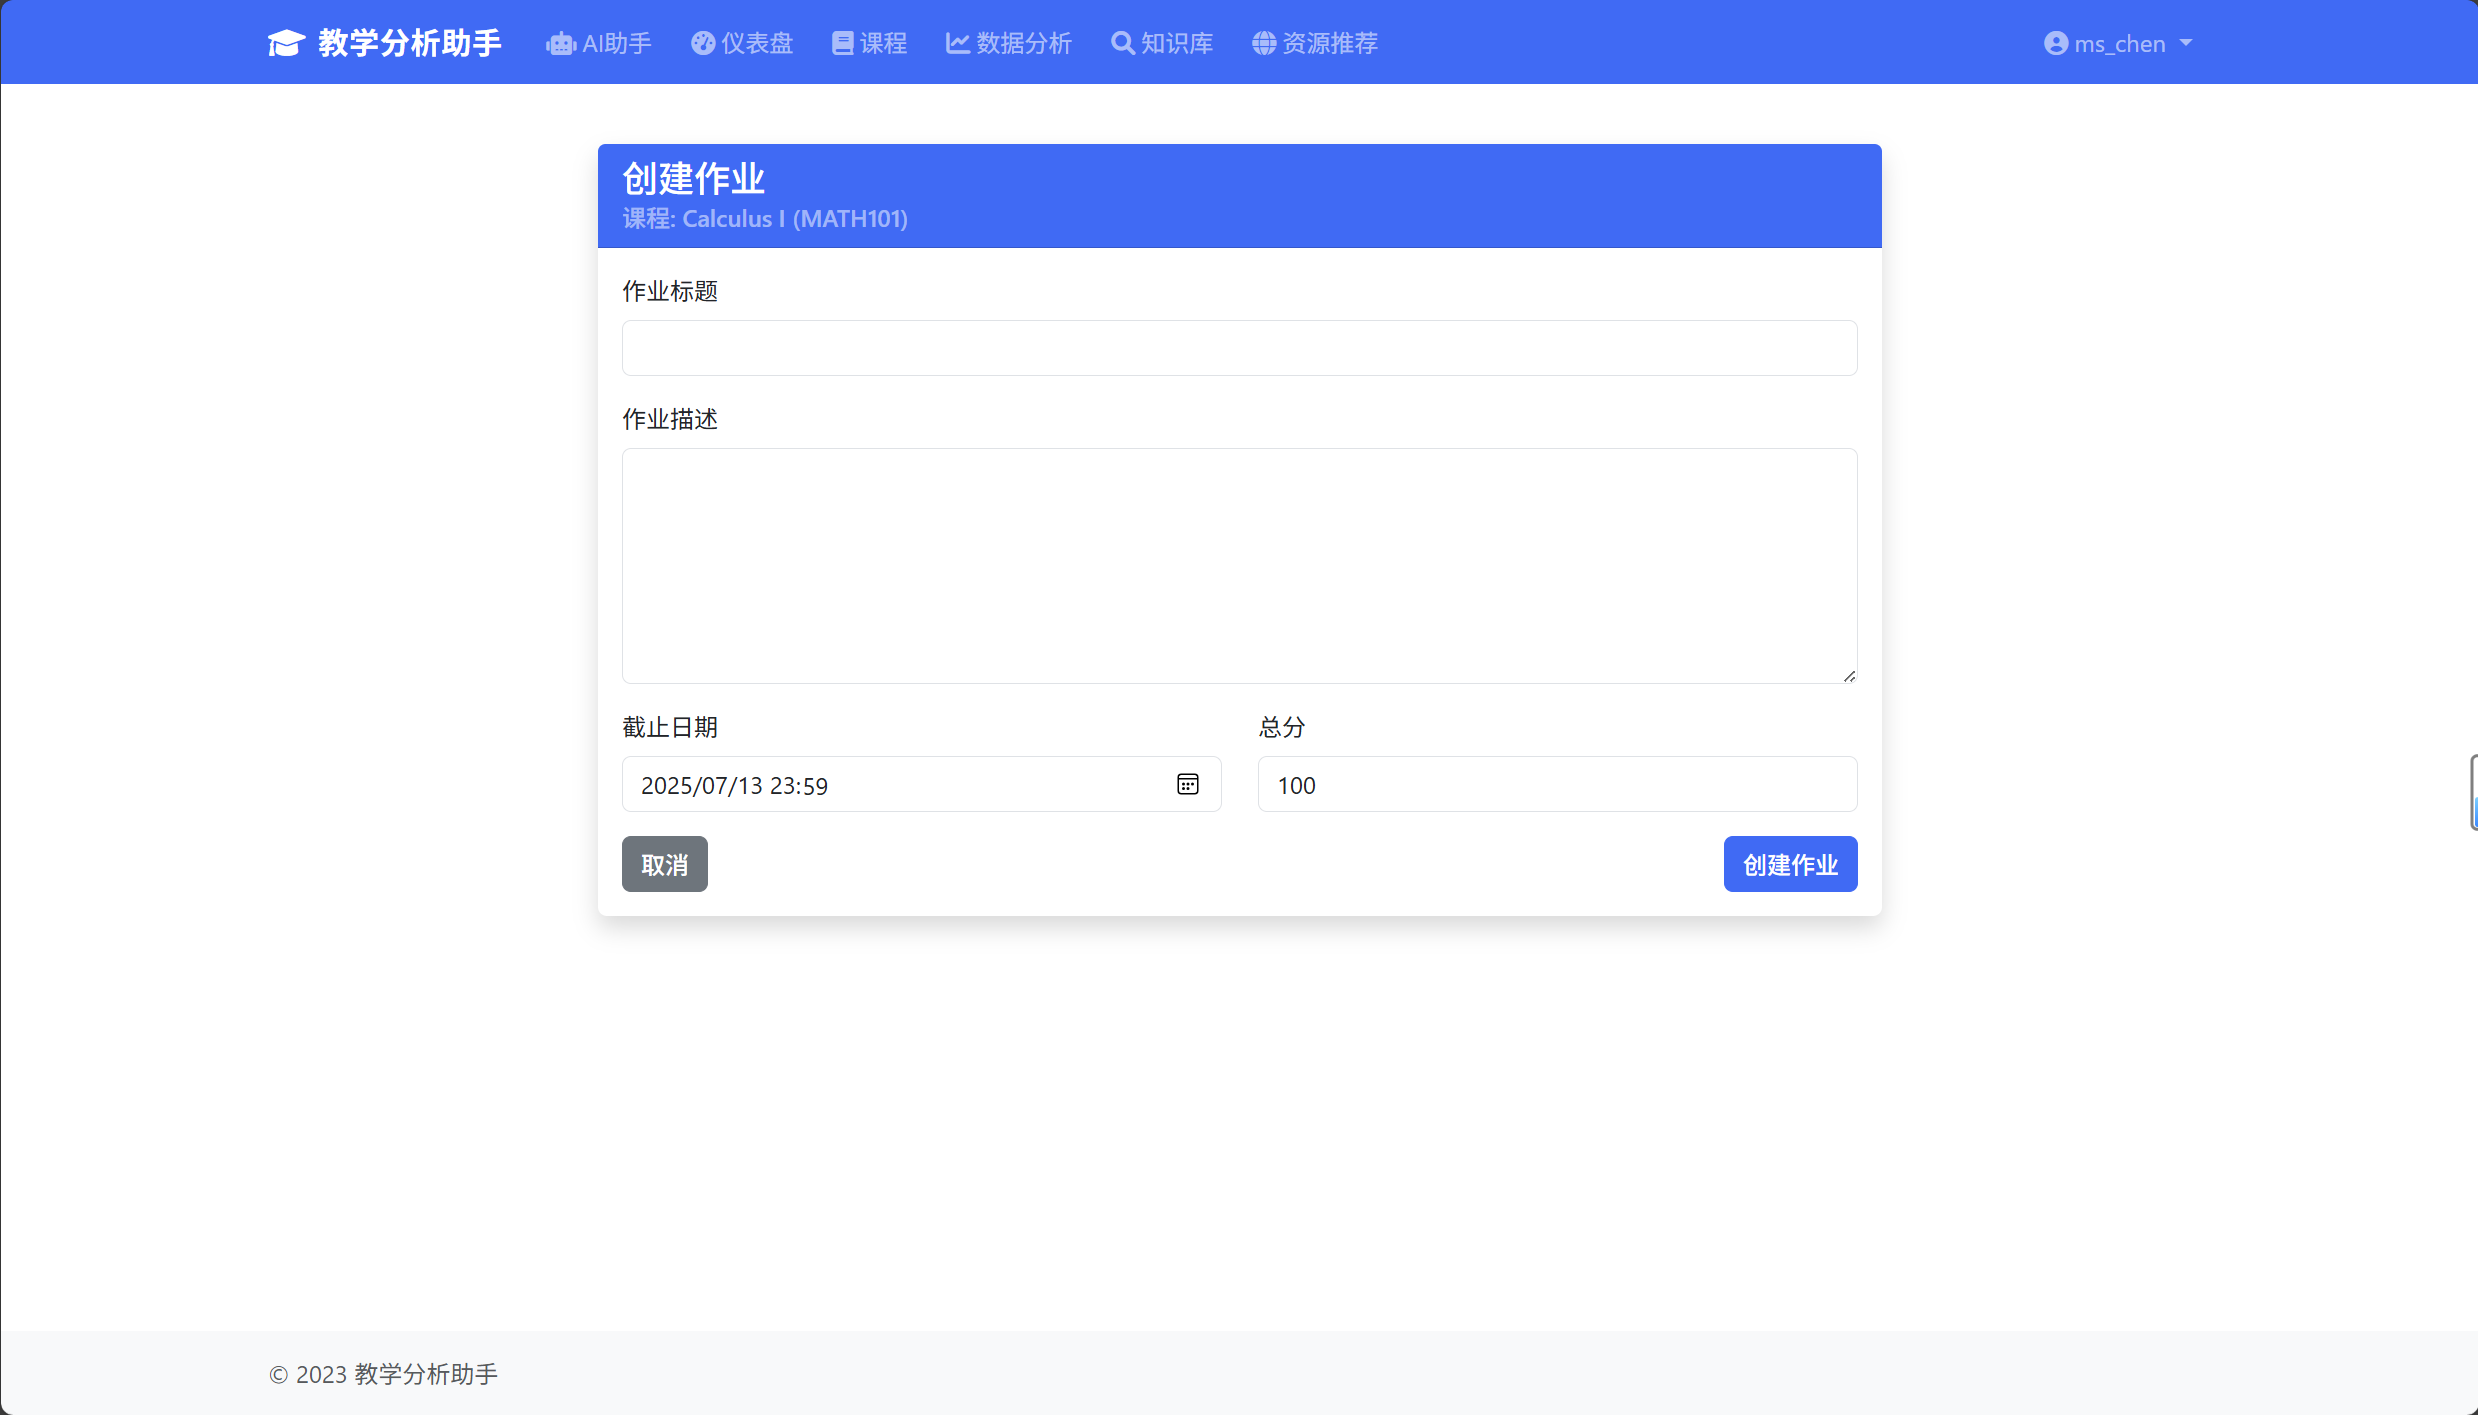 教学分析助手 AI助手 仪表盘 课程 数据分析 知识库 资源推荐 ms_chen
创建作业
课程: Calculus I (MATH101)
作业标题
作业描述
截止日期 总分
2025/07/13 23:59 100
取消 创建作业
© 2023 教学分析助手